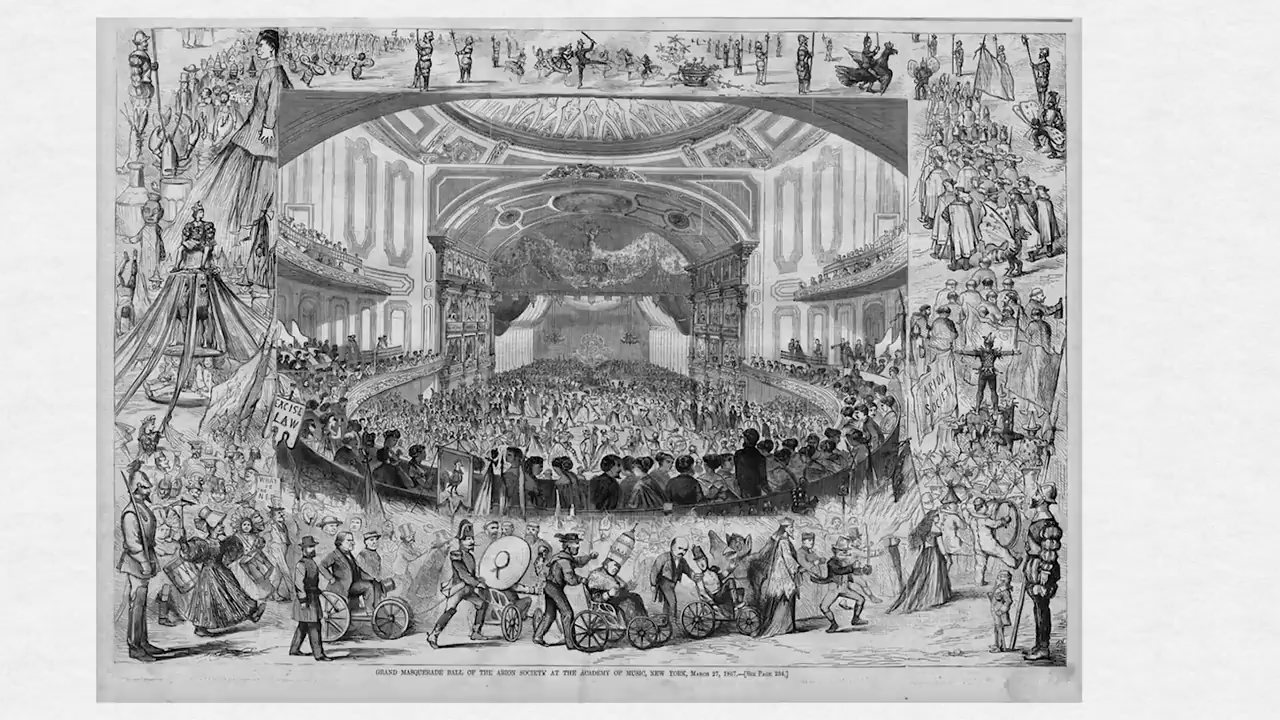 ARION
SOCIETY
LAW
WHAT
GRAND MASQUERADE BALL OF THE ARION SOCIETY AT THE ACADEMY OF MUSIC, NEW YORK, MARCH 27, 1867.—[SEE PAGE 234.]